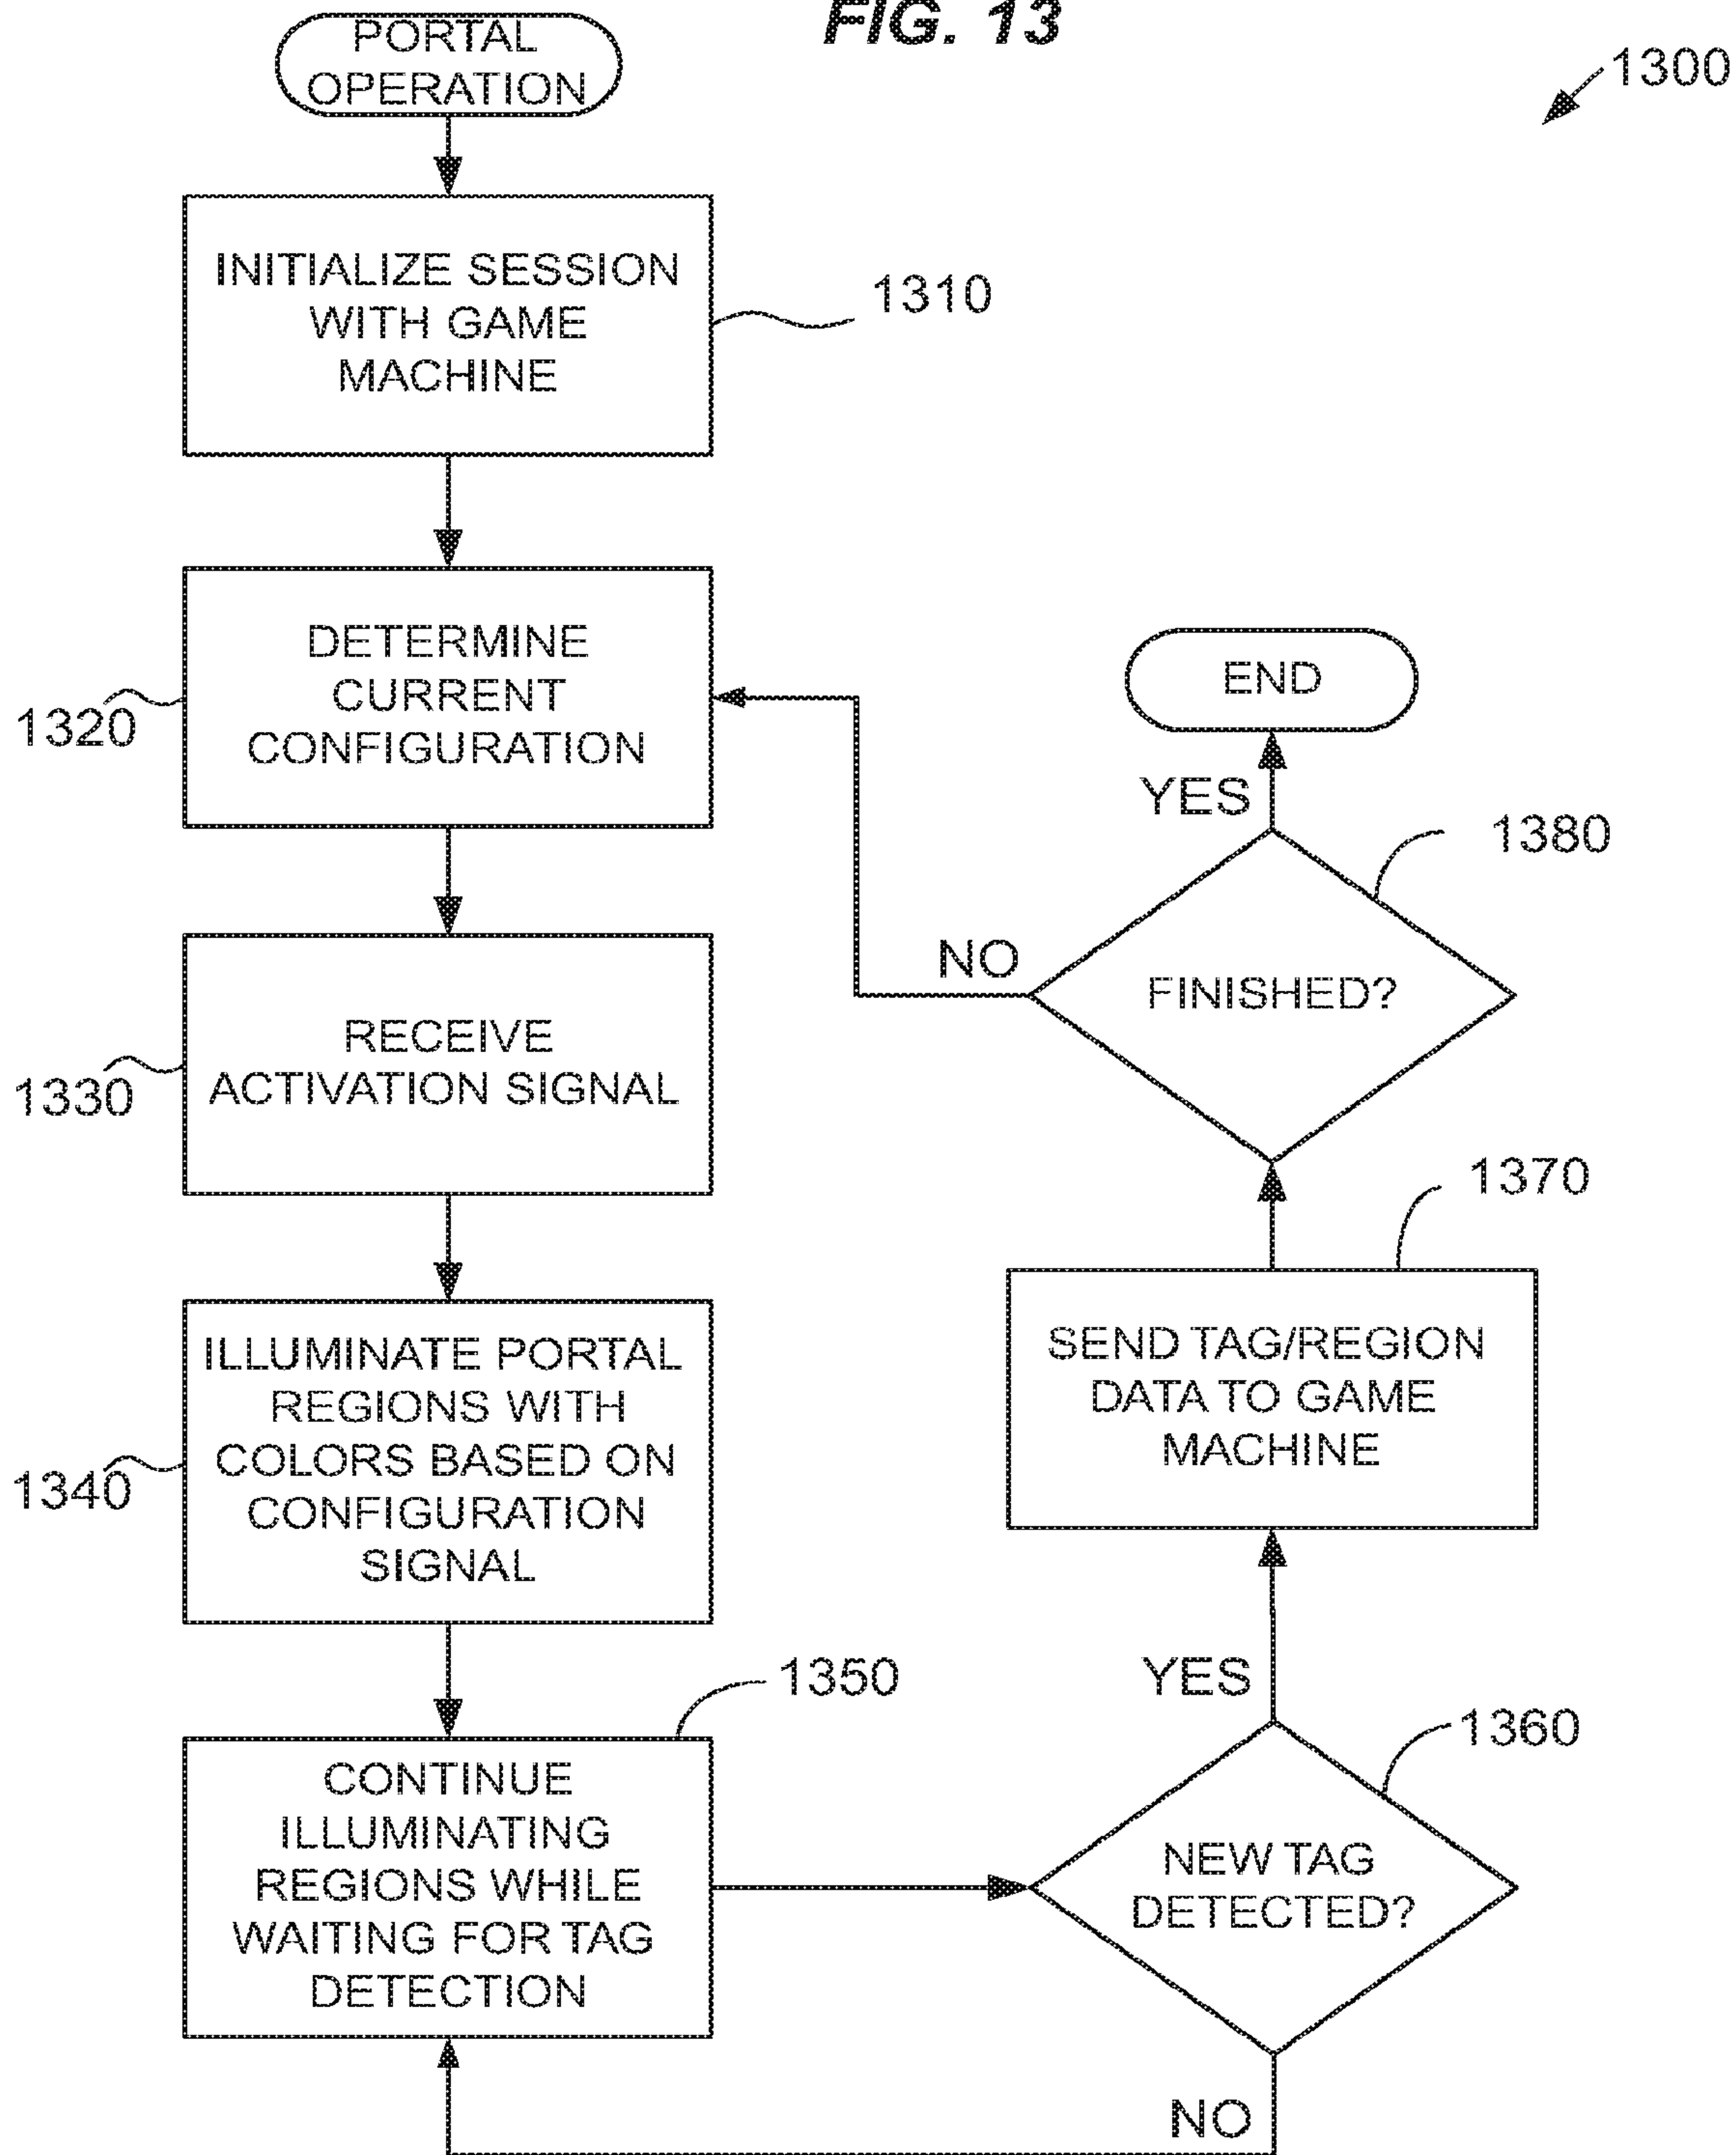 FIG. 13
1300
PORTAL
OPERATION
INITIALIZE SESSION
WITH GAME
MACHINE
1310
DETERMINE
CURRENT
CONFIGURATION
1320
RECEIVE
ACTIVATION SIGNAL
1330
ILLUMINATE PORTAL
REGIONS WITH
COLORS BASED ON
CONFIGURATION
SIGNAL
1340
CONTINUE
ILLUMINATING
REGIONS WHILE
WAITING FOR TAG
DETECTION
1350
NEW TAG
DETECTED?
1360
NO
YES
SEND TAG/REGION
DATA TO GAME
MACHINE
1370
FINISHED?
1380
NO
YES
END